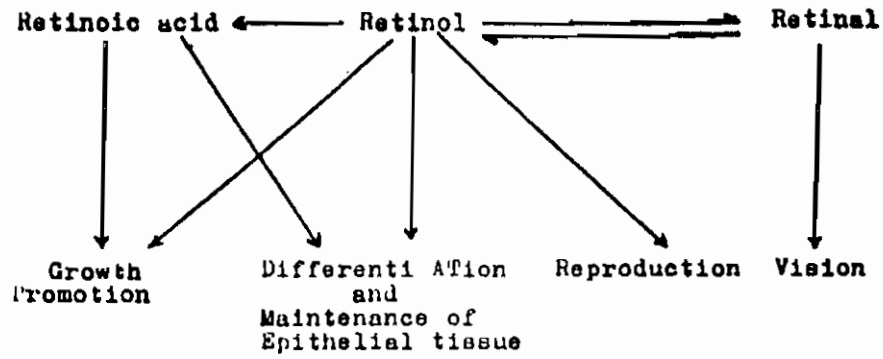 Retinoic acid Retinol Retinal
Growth Promotion
Differenti ATion and Maintenance of Epithelial tissue
Reproduction
Vision